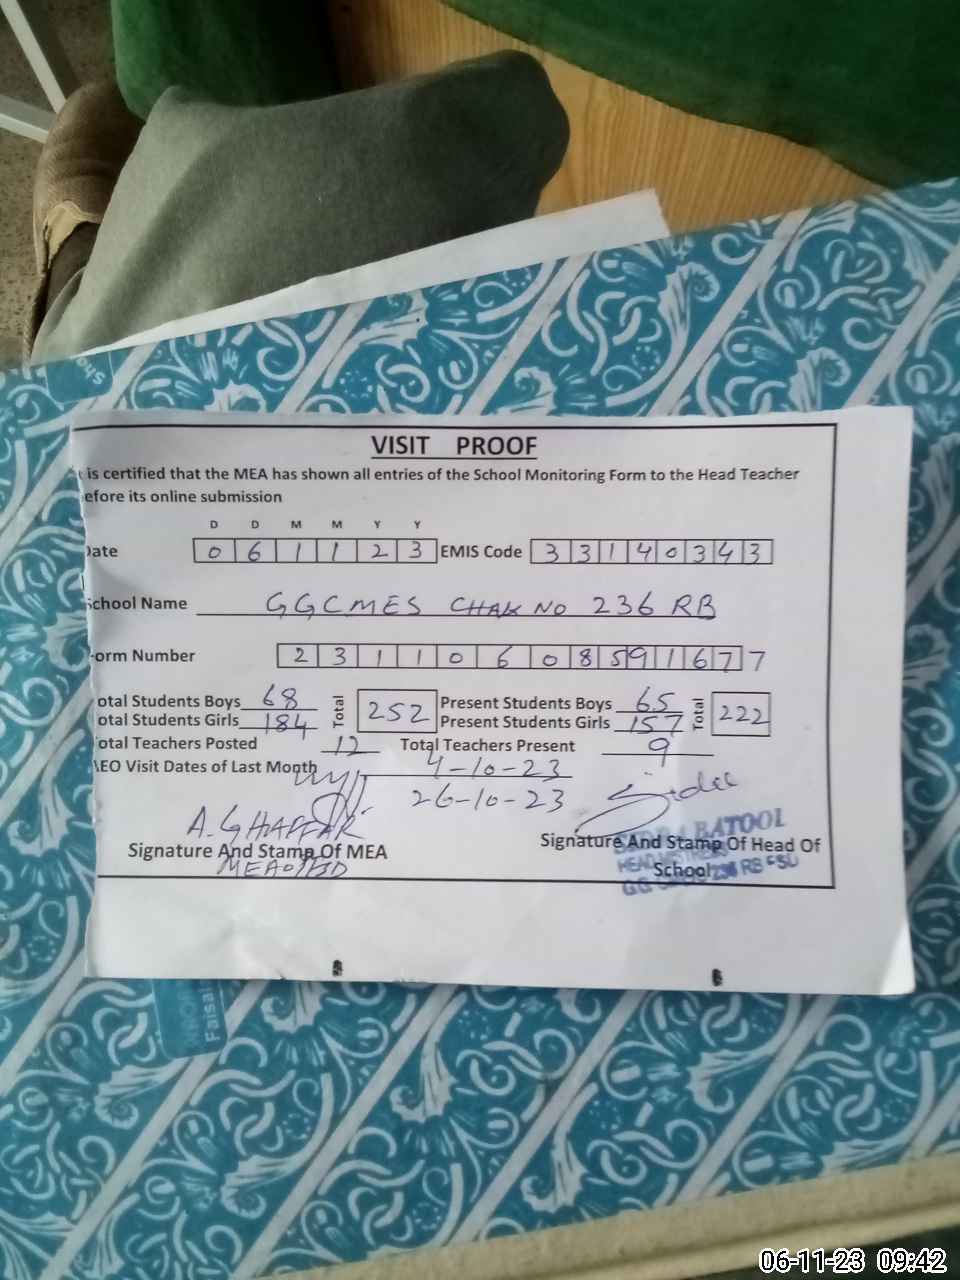 VISIT PROOF
is certified that the MEA has shown all entries of the School Monitoring Form to the Head Teacher
efore its online submission
D D M M Y Y
ate 0 6 1 1 2 3 EMIS Code 3 3 1 4 0 3 4 3
School Name GGCMES CHAK NO 236 RB
orm Number 2 3 1 1 0 6 0 8 5 9 1 6 7 7
otal Students Boys 68 Total 252 Present Students Boys 65 Total 222
otal Students Girls 184 Present Students Girls 157
otal Teachers Posted 12 Total Teachers Present 9
AEO Visit Dates of Last Month 4-10-23
26-10-23
A. GHAFFAR
BATOOL
Signature And Stamp Of MEA
Signature And Stamp Of Head Of
School
236 RB FSD
Faisal
06-11-23 09:42